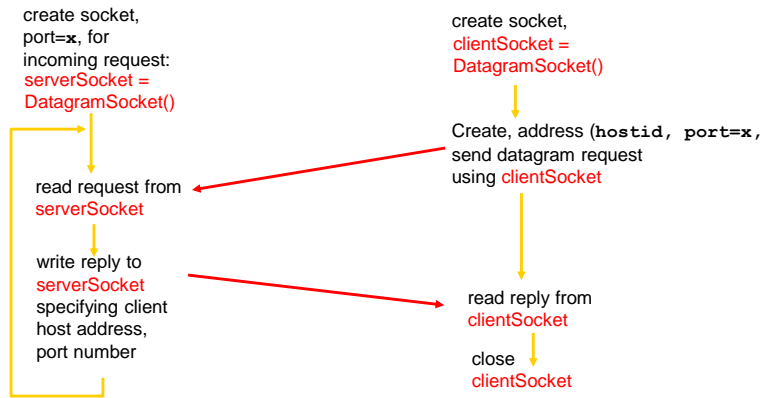 create socket,
port=x, for
incoming request:
serverSocket =
DatagramSocket()
read request from
serverSocket
write reply to
serverSocket
specifying client
host address,
port number
create socket,
clientSocket =
DatagramSocket()
Create, address (hostid, port=x,
send datagram request
using clientSocket
read reply from
clientSocket
close
clientSocket